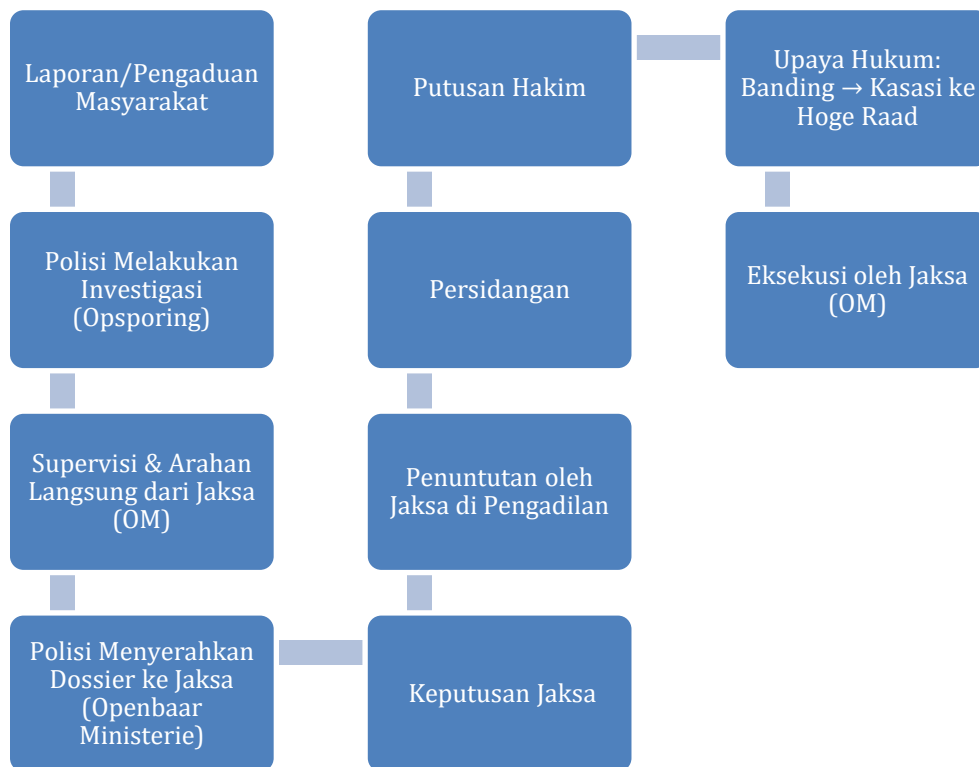 Laporan/Pengaduan
Masyarakat
Polisi Melakukan
Investigasi
(Opsporing)
Supervisi & Arahan
Langsung dari Jaksa
(OM)
Polisi Menyerahkan
Dossier ke Jaksa
(Openbaar
Ministerie)
Keputusan Jaksa
Penuntutan oleh
Jaksa di Pengadilan
Persidangan
Putusan Hakim
Upaya Hukum:
Banding → Kasasi ke
Hoge Raad
Eksekusi oleh Jaksa
(OM)